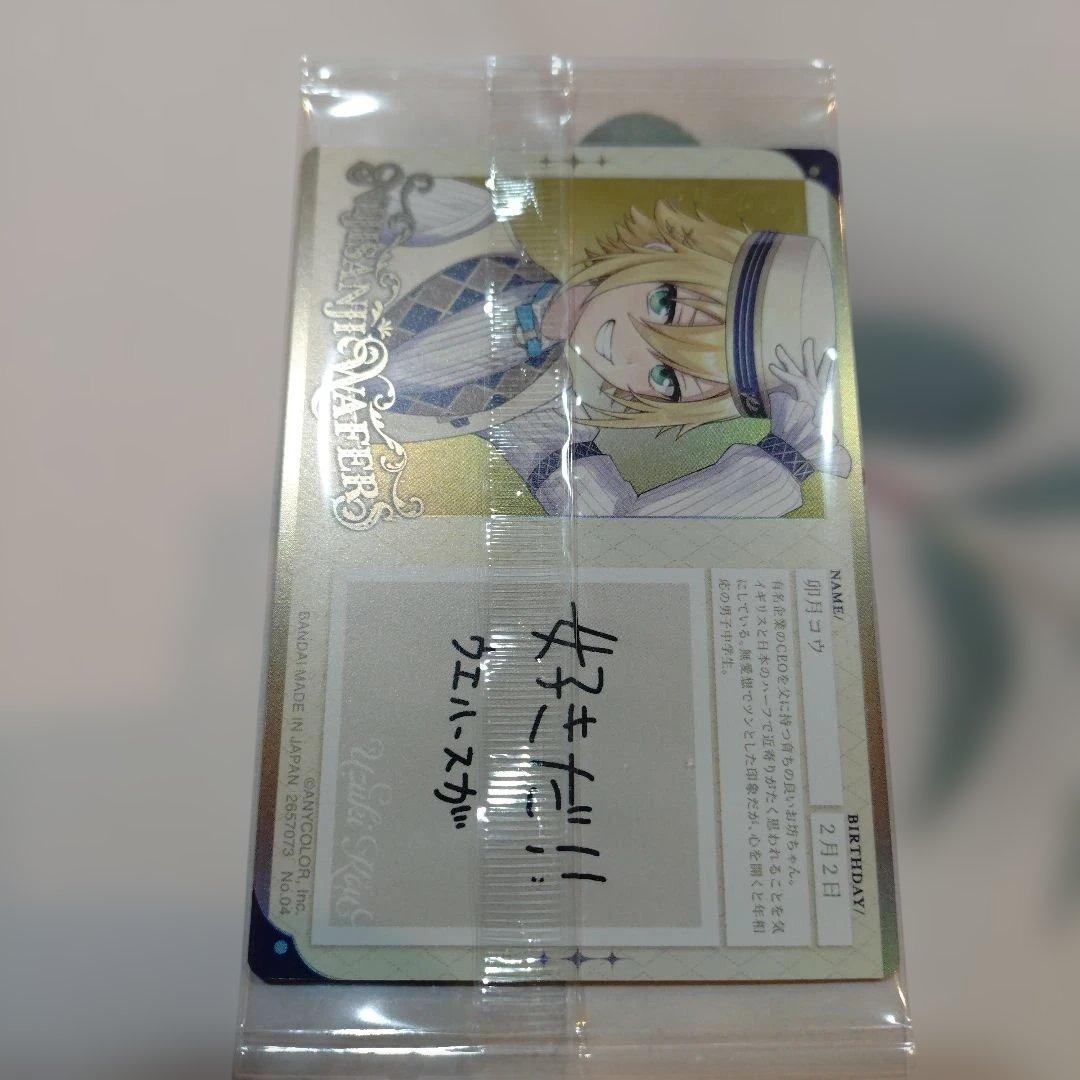 NIJISANJI WAFERS
NAME/
卯月コウ
BIRTHDAY/
2月2日
有名企業のCEOを父に持つ育ちの良いお坊ちゃん。
イギリスと日本のハーフで近寄りがたく思われることを気
にしている。無愛想でツンとした印象だが、心を開くと年相
応の男子中学生。
好きだ!!
ウエハースが
©ANYCOLOR, Inc.
BANDAI MADE IN JAPAN 2657073 No.04